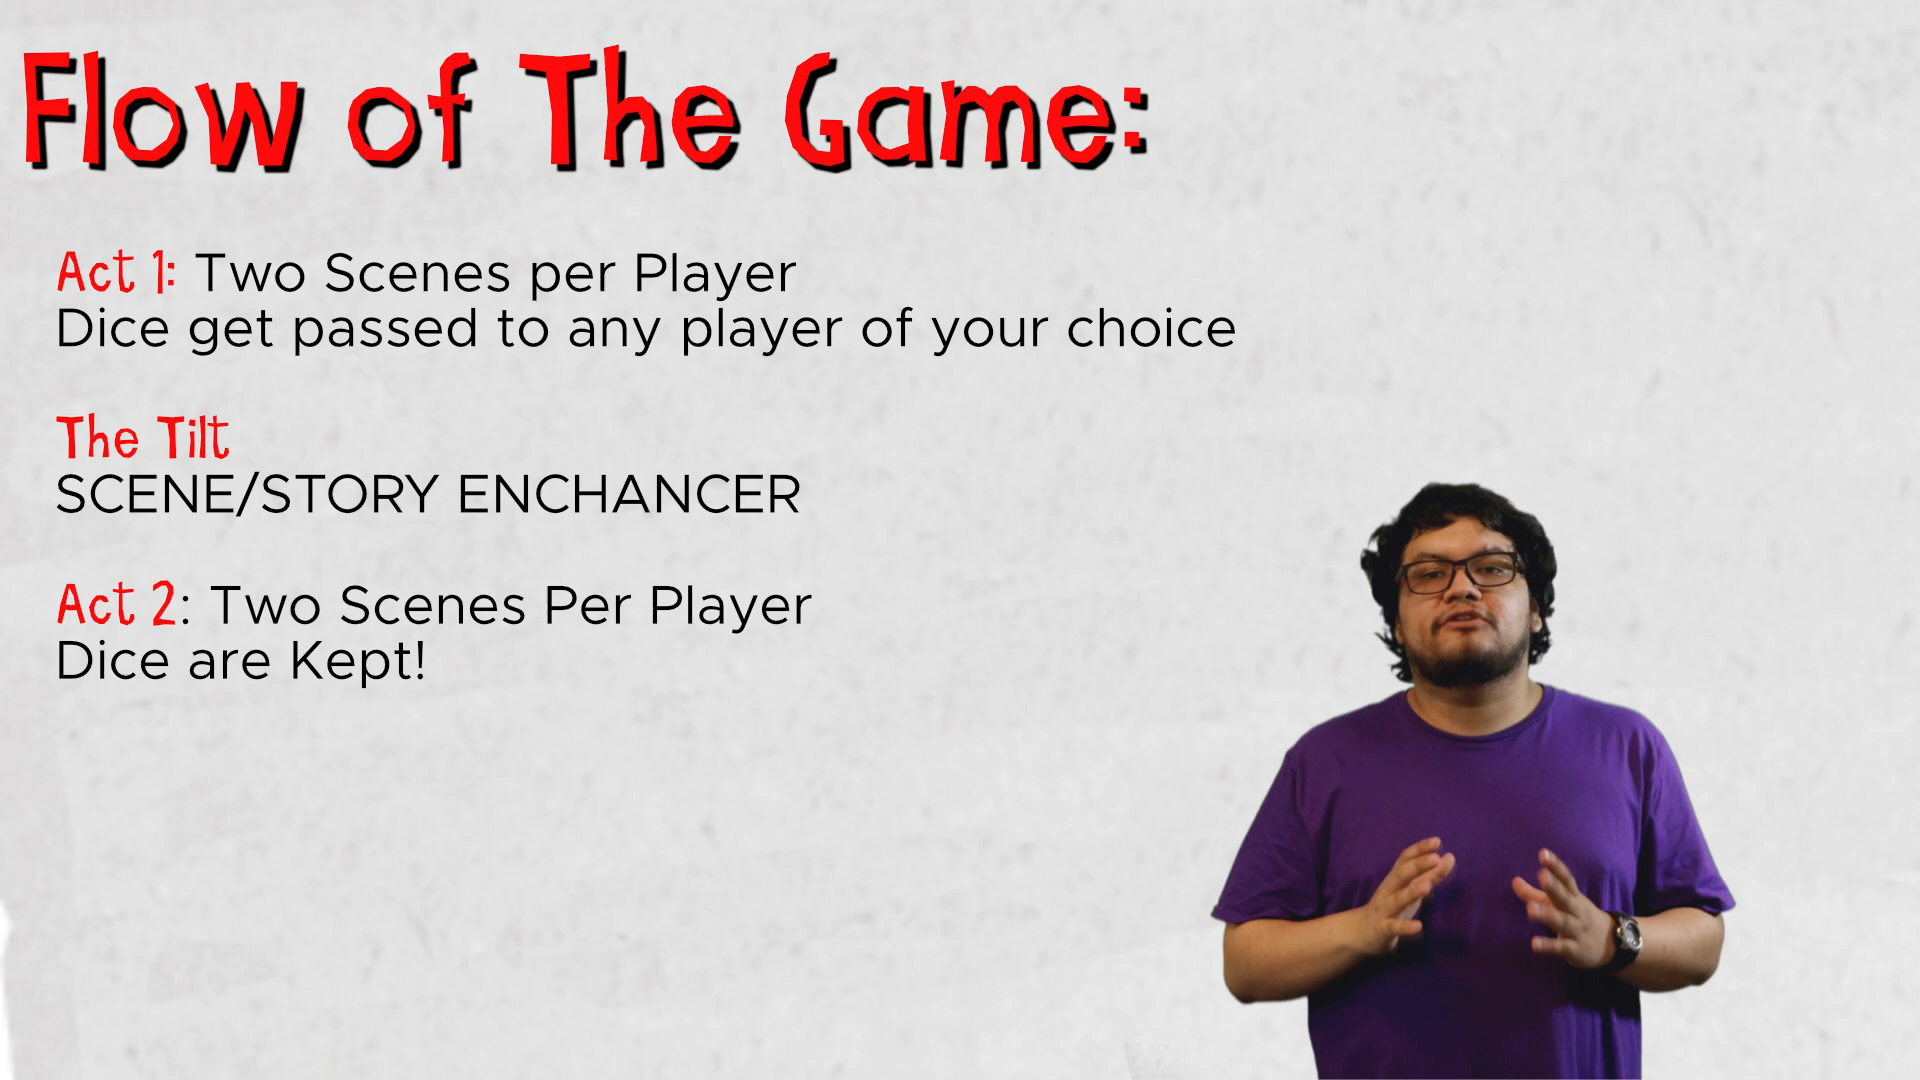 Flow of The Game:
Act 1: Two Scenes per Player
Dice get passed to any player of your choice
The Tilt
SCENE/STORY ENCHANCER
Act 2: Two Scenes Per Player
Dice are Kept!